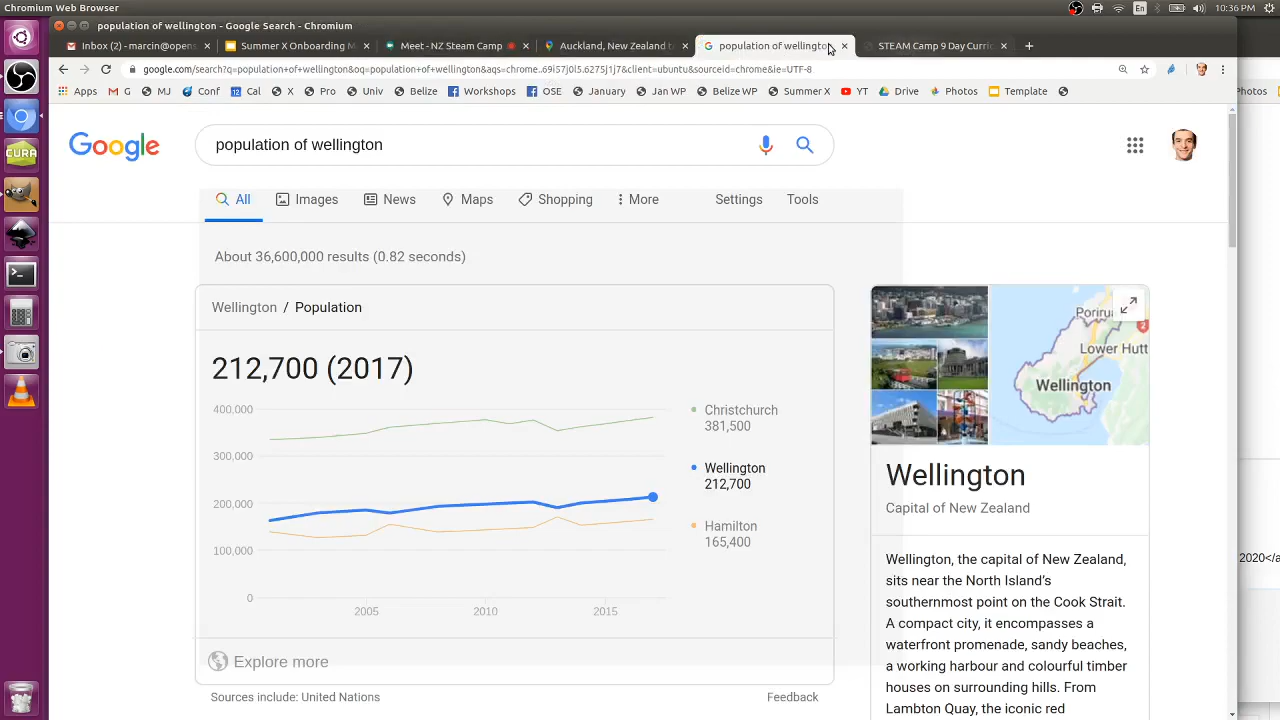 Chromium Web Browser
En
10:36 PM
population of wellington - Google Search - Chromium
Inbox (2) - marcin@opens
Summer X Onboarding M
Meet - NZ Steam Camp
Auckland, New Zealand t
population of wellington
STEAM Camp 9 Day Curric
google.com/search?q=population+of+wellington&oq=population+of+wellington&aqs=chrome..69i57j0l5.6275j1j7&client=ubuntu&sourceid=chrome&ie=UTF-8
Apps
G
MJ
Conf
Cal
X
Pro
Univ
Belize
Workshops
OSE
January
Jan WP
Belize WP
Summer X
YT
Drive
Photos
Template
Photos
Google
population of wellington
All
Images
News
Maps
Shopping
More
Settings
Tools
About 36,600,000 results (0.82 seconds)
Wellington / Population
212,700 (2017)
400,000
300,000
200,000
100,000
0
2005
2010
2015
Christchurch
381,500
Wellington
212,700
Hamilton
165,400
Explore more
Sources include: United Nations
Feedback
Poriru
2
Lower Hutt
Wellington
Wellington
Capital of New Zealand
Wellington, the capital of New Zealand,
sits near the North Island's
southernmost point on the Cook Strait.
A compact city, it encompasses a
waterfront promenade, sandy beaches,
a working harbour and colourful timber
houses on surrounding hills. From
Lambton Quay, the iconic red
2020</a
CURA